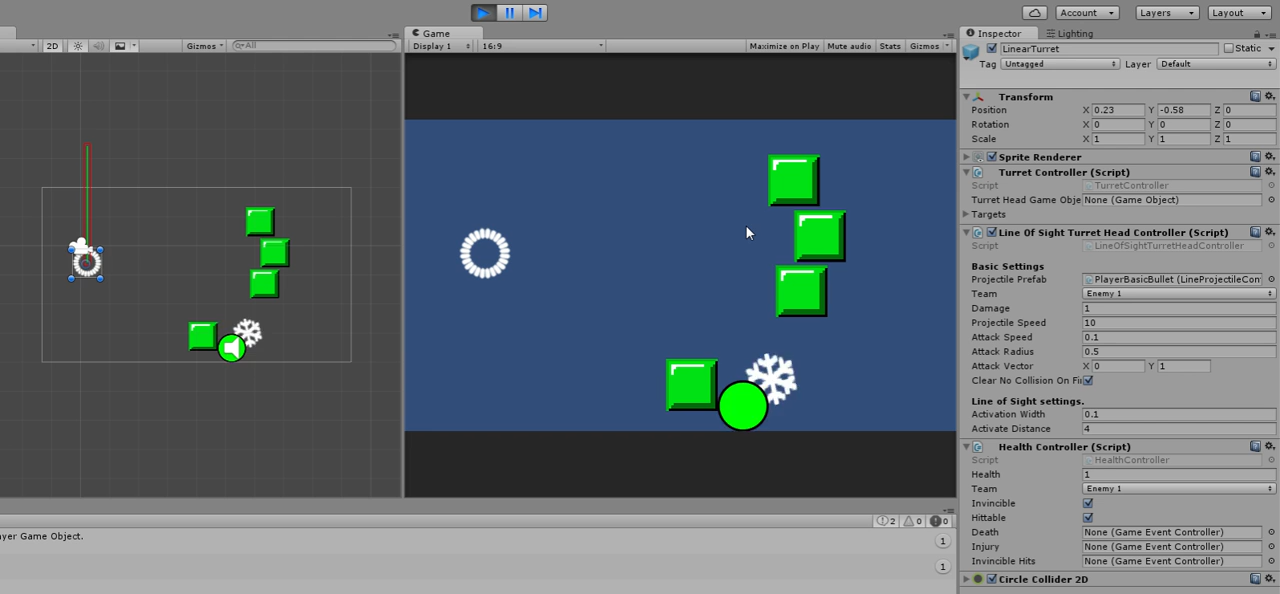 Account Layers Layout
Game Inspector Lighting
2D Gizmos All Display 1 16:9 Maximize on Play Mute audio Stats Gizmos LinearTurret Static
Tag Untagged Layer Default
Transform
Position X 0.23 Y -0.58 Z 0
Rotation X 0 Y 0 Z 0
Scale X 1 Y 1 Z 1
Sprite Renderer
Turret Controller (Script)
Script TurretController
Turret Head Game Obje None (Game Object)
Targets
Line Of Sight Turret Head Controller (Script)
Script LineOfSightTurretHeadController
Basic Settings
Projectile Prefab PlayerBasicBullet (LineProjectileCon
Team Enemy 1
Damage 1
Projectile Speed 10
Attack Speed 0.1
Attack Radius 0.5
Attack Vector X 0 Y 1
Clear No Collision On Fi
Line of Sight settings.
Activation Width 0.1
Activate Distance 4
Health Controller (Script)
Script HealthController
Health 1
Team Enemy 1
Invincible
Hittable
2 0 0
Death None (Game Event Controller)
ayer Game Object. 1
Injury None (Game Event Controller)
Invincible Hits None (Game Event Controller)
1
Circle Collider 2D